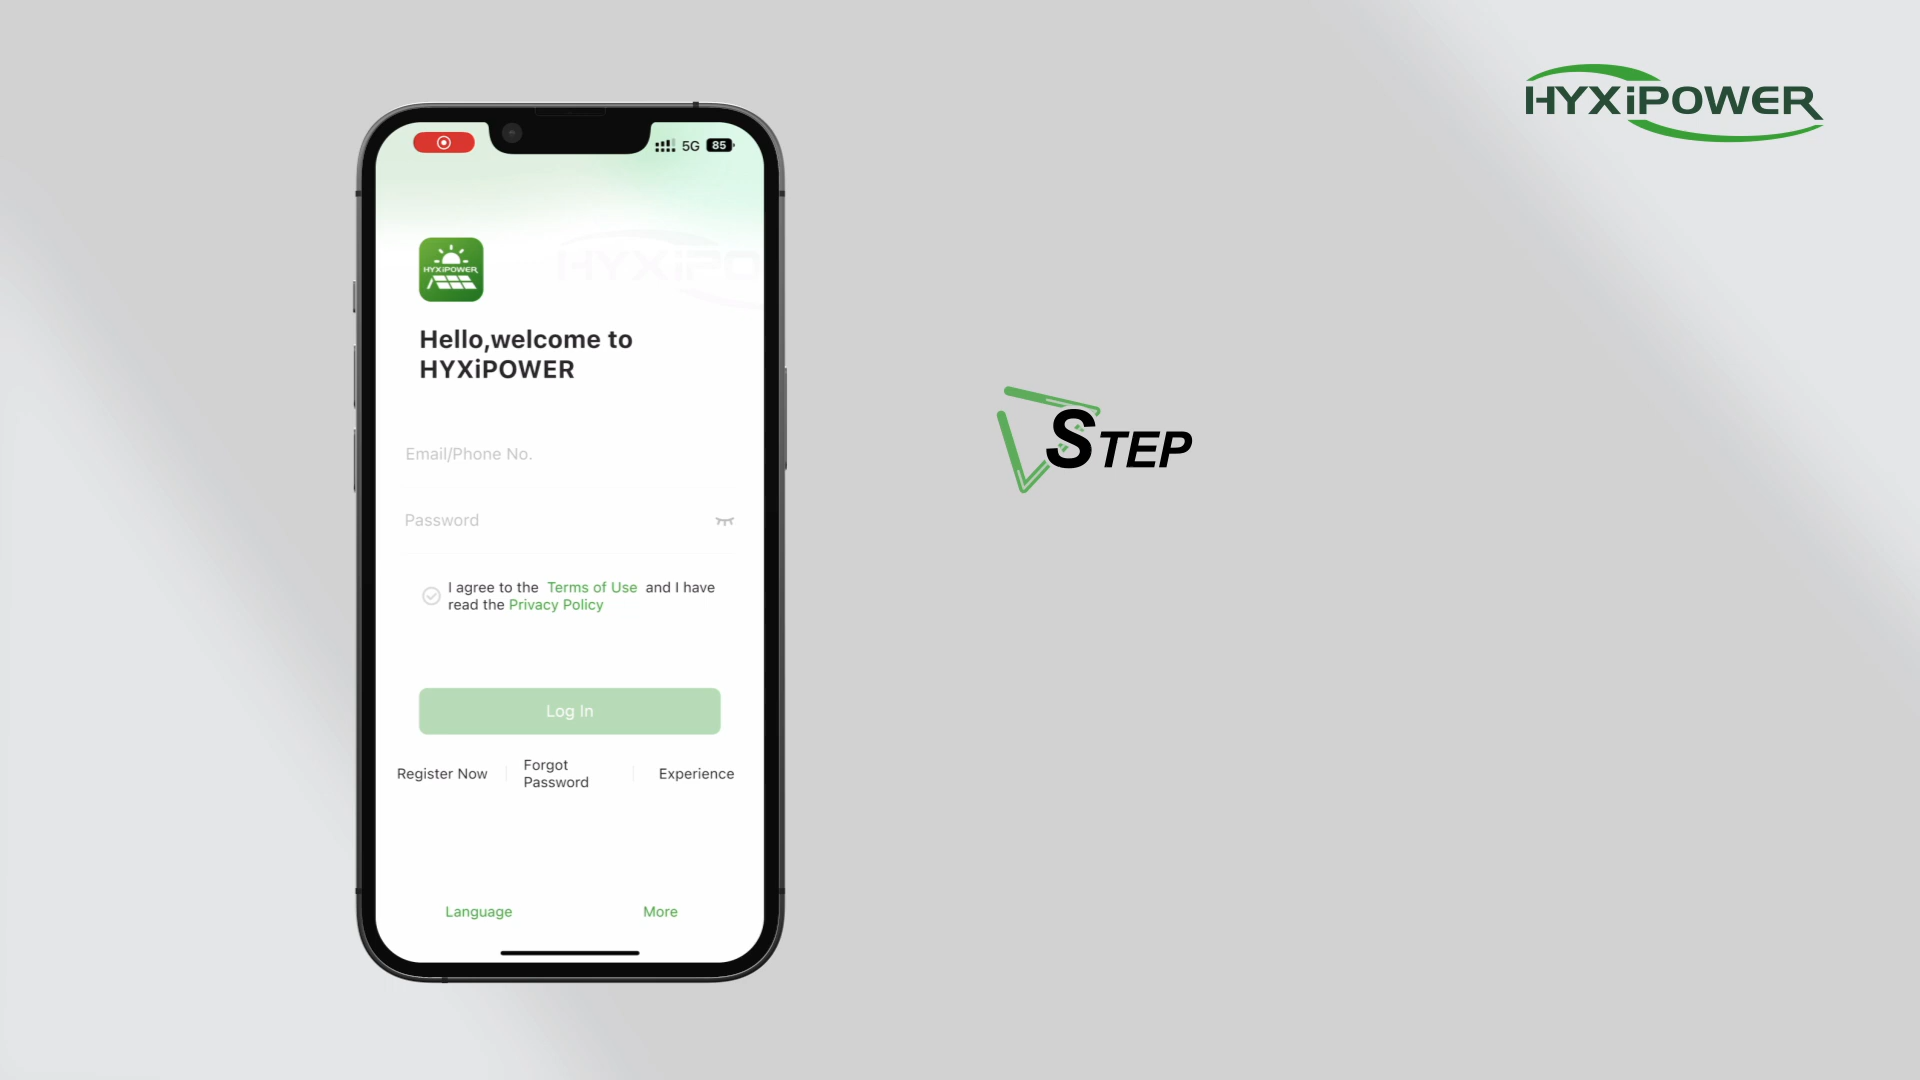 HYXiPOWER
5G 85
HYXiPOWER
HYXiPO
Hello,welcome to
HYXiPOWER
Email/Phone No.
Password
I agree to the Terms of Use and I have
read the Privacy Policy
Log In
Register Now
Forgot
Password
Experience
Language
More
STEP